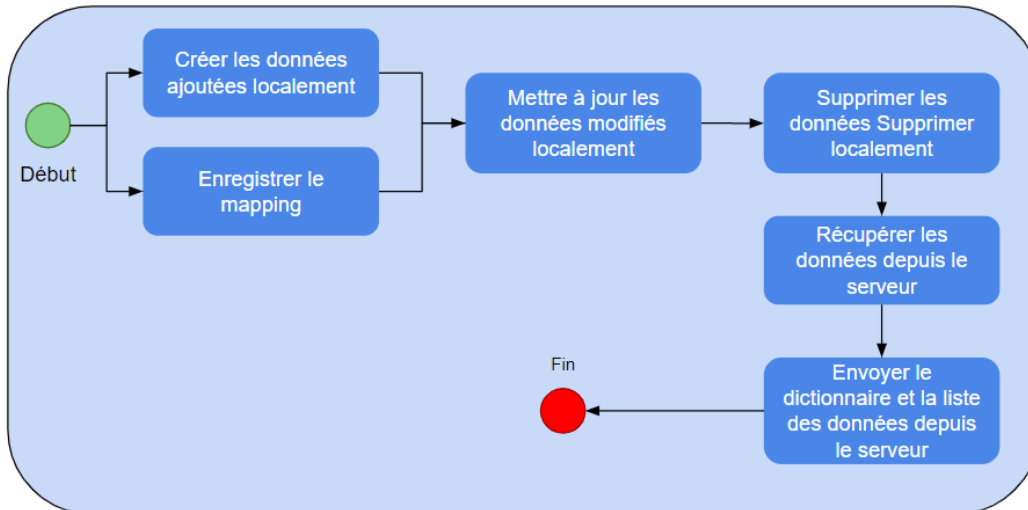 Créer les données
ajoutées localement
Début
Enregistrer le
mapping
Mettre à jour les
données modifiés
localement
Supprimer les
données Supprimer
localement
Récupérer les
données depuis le
serveur
Envoyer le
dictionnaire et la liste
des données depuis
le serveur
Fin